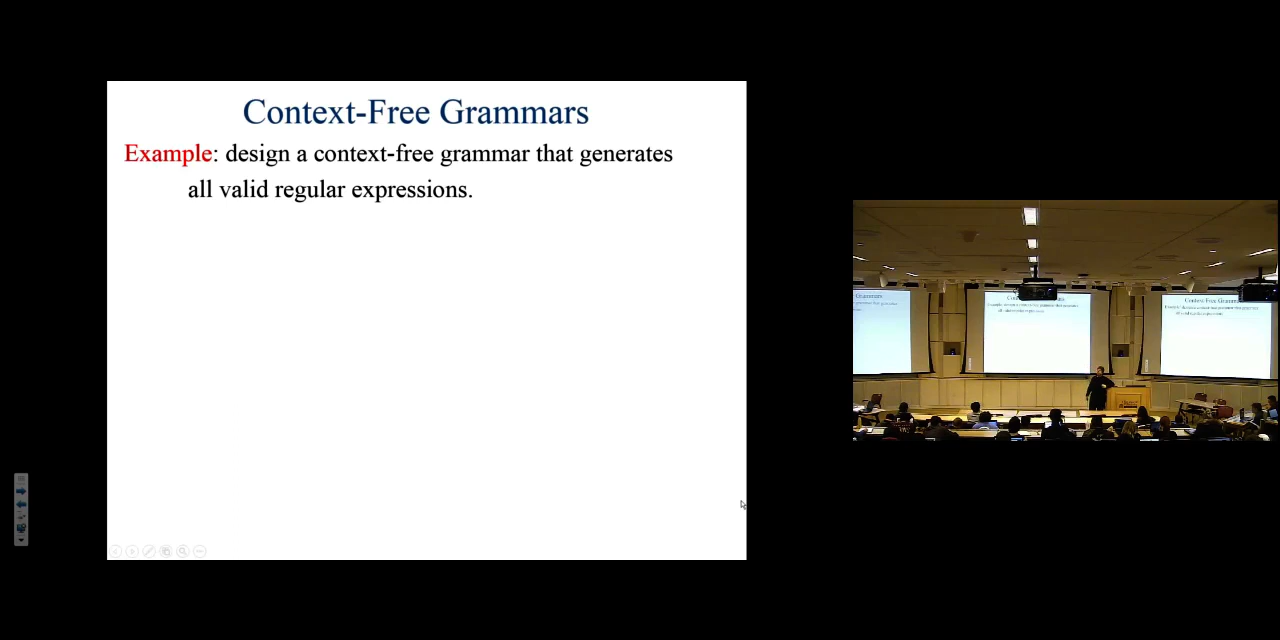 Context-Free Grammars
Example: design a context-free grammar that generates
all valid regular expressions.